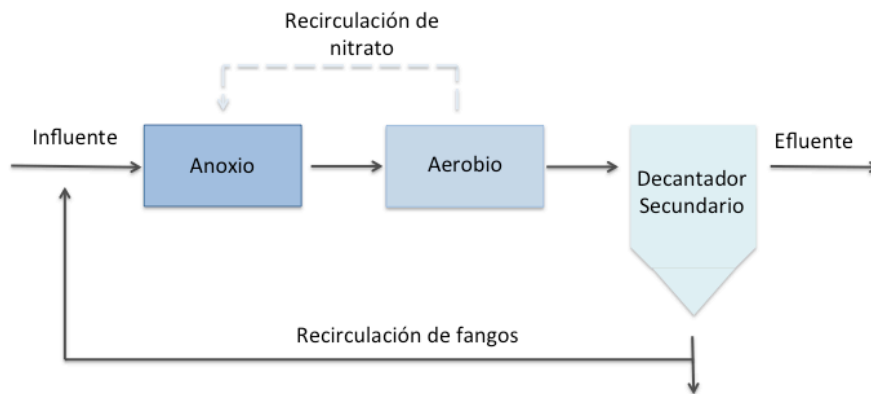 Recirculación de
nitrato
Influente
Anoxio
Aerobio
Decantador
Secundario
Efluente
Recirculación de fangos